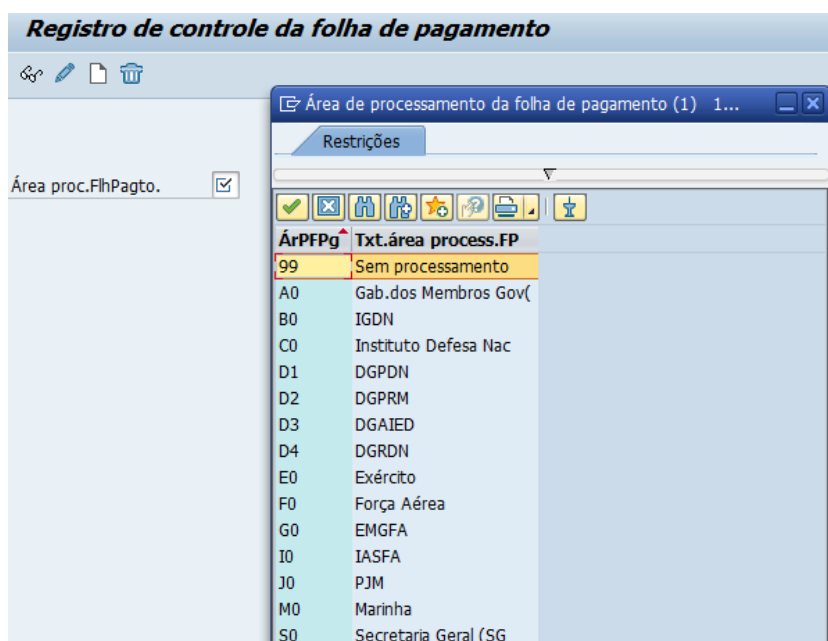 Registro de controle da folha de pagamento
Área de processamento da folha de pagamento (1) 1...
Restrições
Área proc.FlhPagto.
ÁrPFPg Txt.área process.FP
99 Sem processamento
A0 Gab.dos Membros Gov(
B0 IGDN
C0 Instituto Defesa Nac
D1 DGPDN
D2 DGPRM
D3 DGAIED
D4 DGRDN
E0 Exército
F0 Força Aérea
G0 EMGFA
I0 IASFA
J0 PJM
M0 Marinha
S0 Secretaria Geral (SG